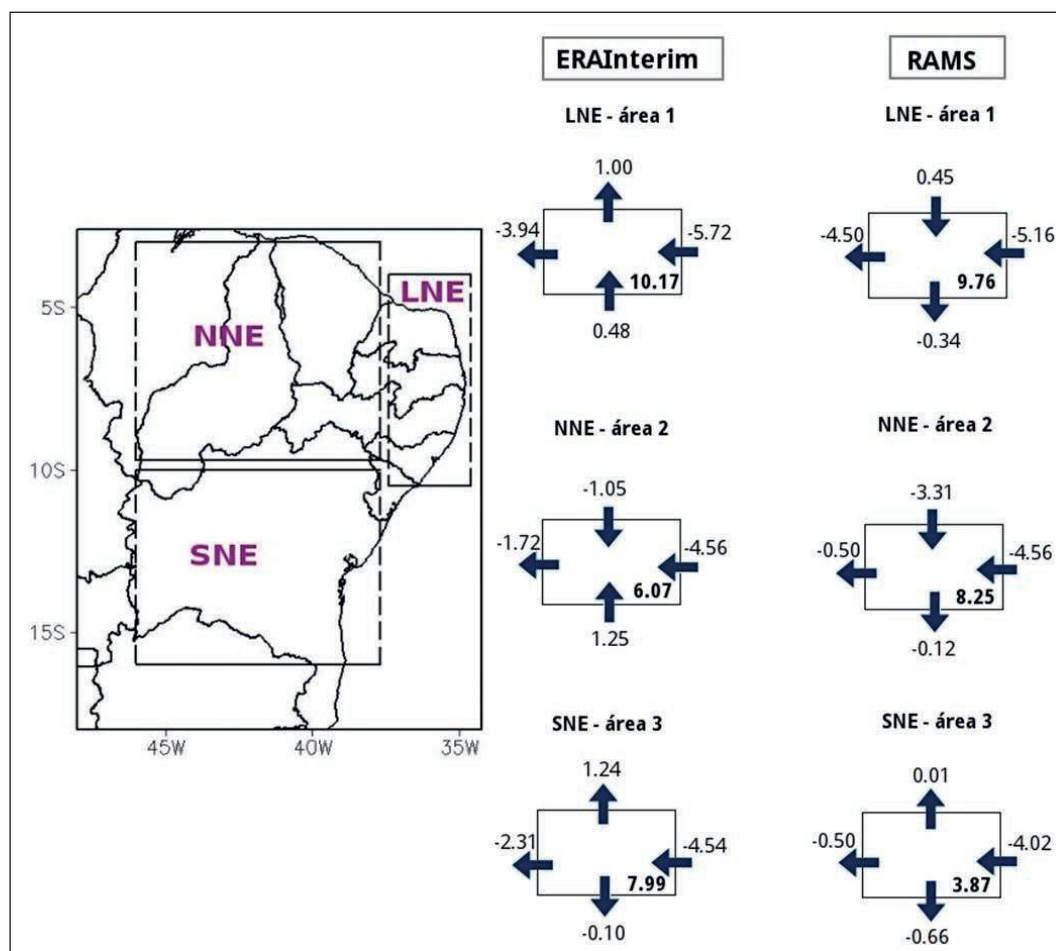 ERAInterim
RAMS
LNE - área 1
LNE - área 1
1.00
0.45
-3.94
-5.72
-4.50
-5.16
10.17
9.76
0.48
-0.34
LNE
5S
NNE
NNE - área 2
NNE - área 2
-1.05
-3.31
10S
-1.72
-4.56
-0.50
-4.56
SNE
6.07
8.25
1.25
-0.12
15S
SNE - área 3
SNE - área 3
45W
40W
35W
1.24
0.01
-2.31
-4.54
-0.50
-4.02
7.99
3.87
-0.10
-0.66